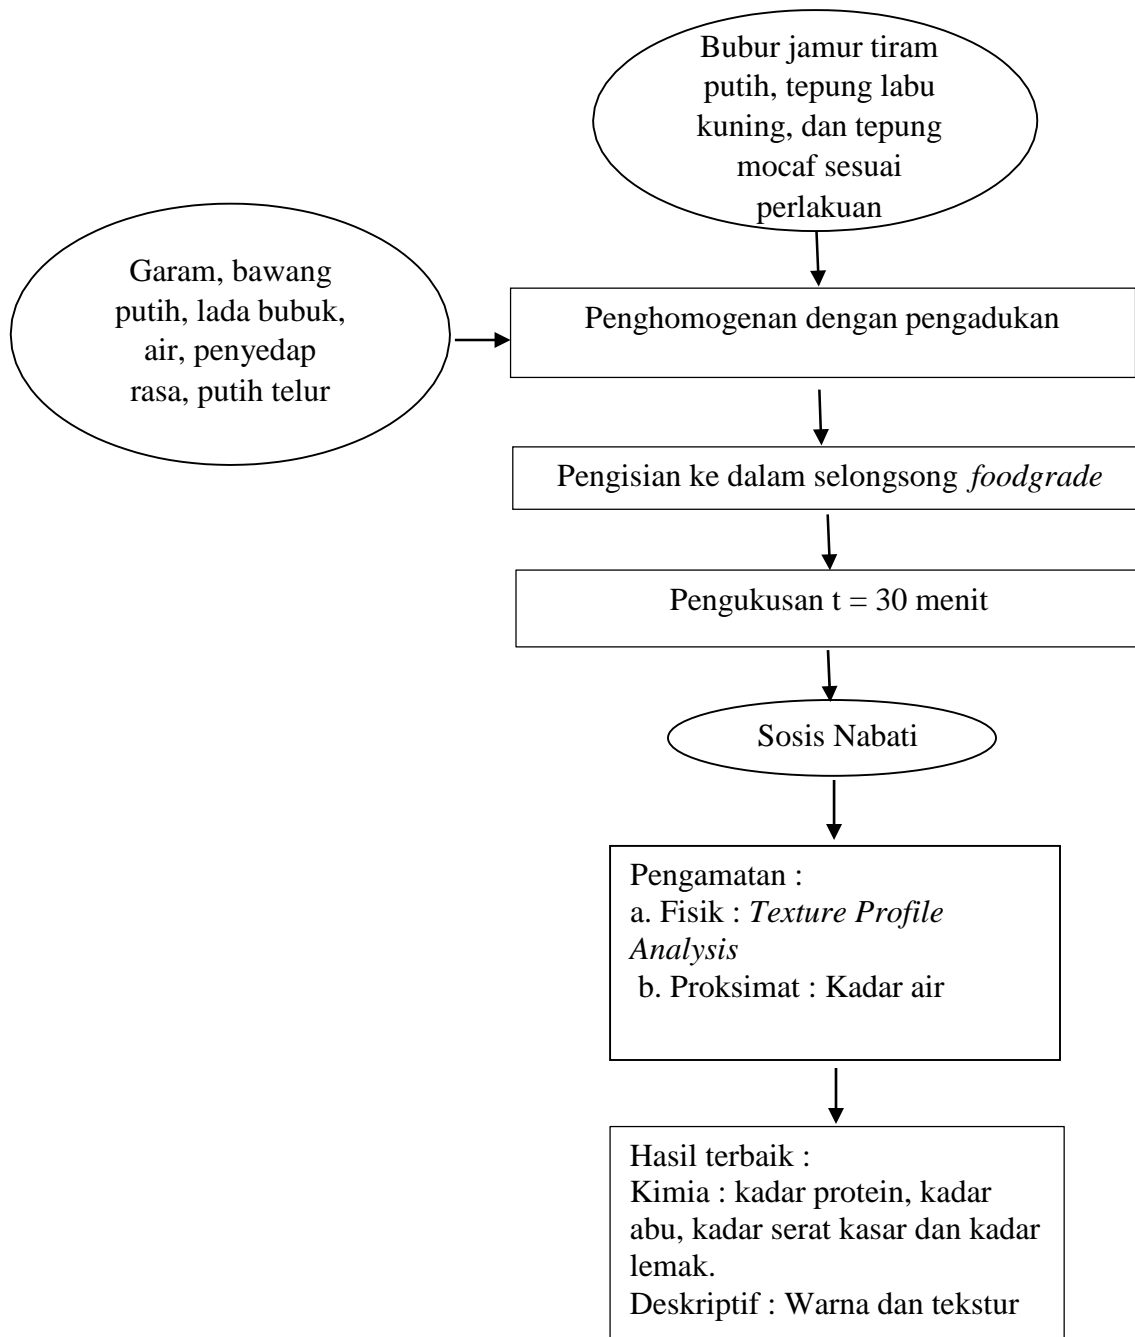 Bubur jamur tiram
putih, tepung labu
kuning, dan tepung
mocaf sesuai
perlakuan
Garam, bawang
putih, lada bubuk,
air, penyedap
rasa, putih telur
Penghomogenan dengan pengadukan
Pengisian ke dalam selongsong foodgrade
Pengukusan t = 30 menit
Sosis Nabati
Pengamatan :
a. Fisik : Texture Profile
Analysis
b. Proksimat : Kadar air
Hasil terbaik :
Kimia : kadar protein, kadar
abu, kadar serat kasar dan kadar
lemak.
Deskriptif : Warna dan tekstur